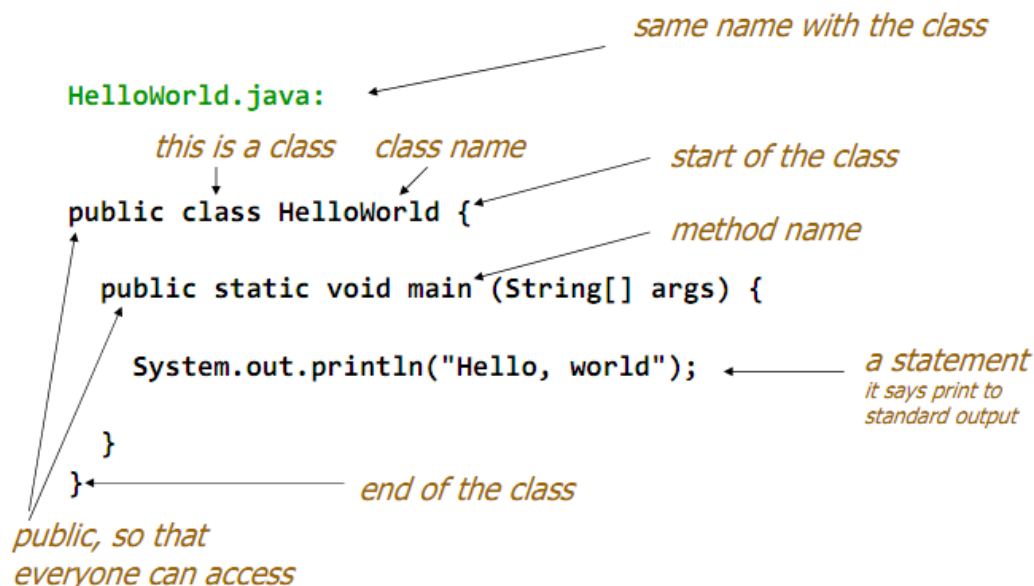 same name with the class
HelloWorld.java:
this is a class class name
start of the class
public class HelloWorld {
method name
public static void main (String[] args) {
System.out.println("Hello, world");
a statement
it says print to
standard output
}
}
end of the class
public, so that
everyone can access